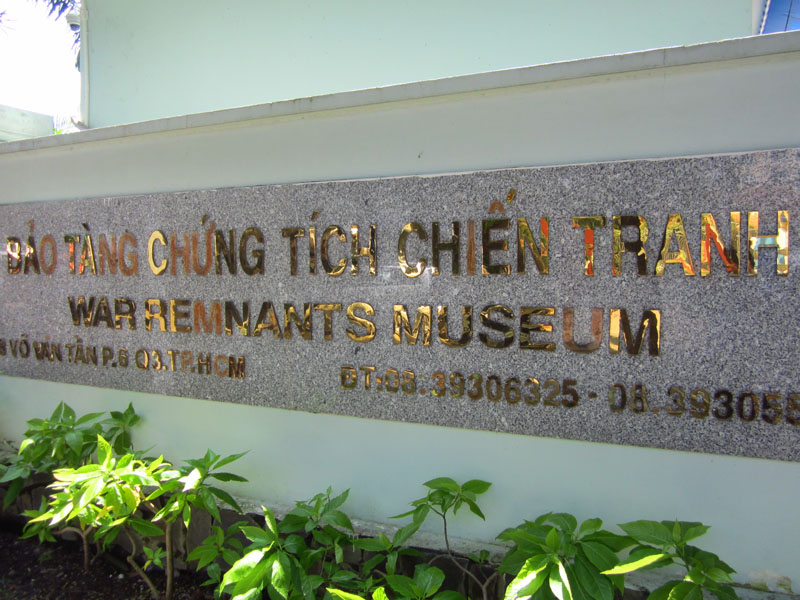 BẢO TÀNG CHỨNG TÍCH CHIẾN TRANH
WAR REMNANTS MUSEUM
8 VÕ VĂN TẦN P.6 Q3.TP.HCM ĐT:08.39306325 - 08.393055